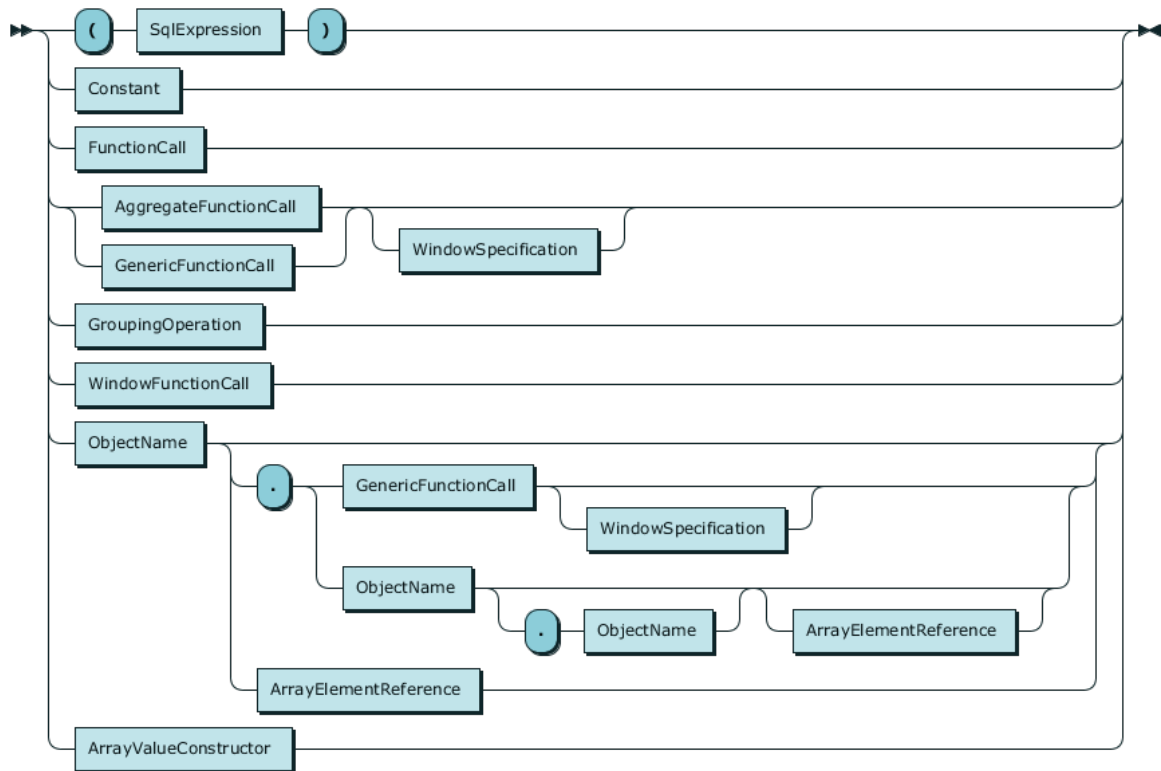 ( SqlExpression )
Constant
FunctionCall
AggregateFunctionCall
WindowSpecification
GenericFunctionCall
GroupingOperation
WindowFunctionCall
ObjectName
. GenericFunctionCall
WindowSpecification
ObjectName
. ObjectName ArrayElementReference
ArrayElementReference
ArrayValueConstructor